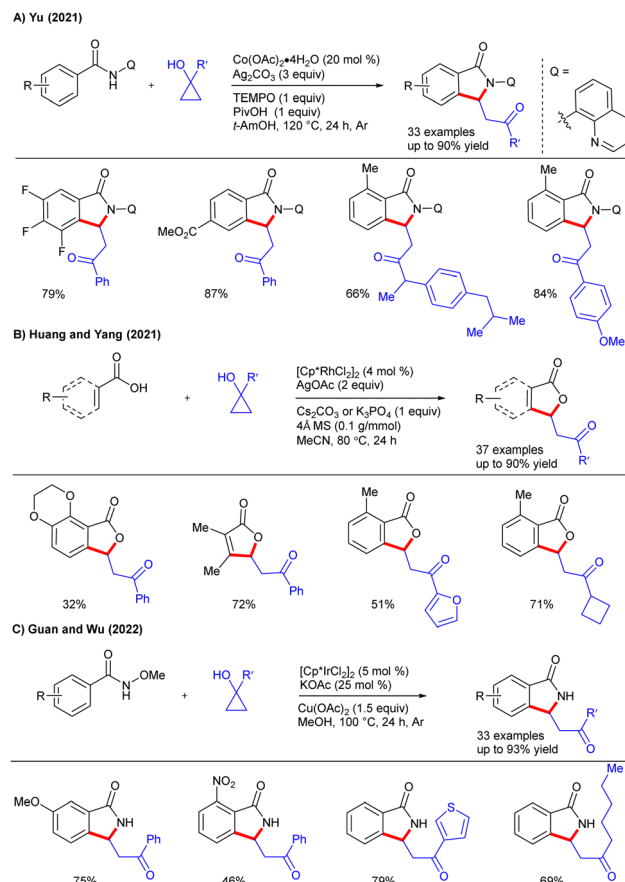 A) Yu (2021)
R
O
N
H
Q
+
HO R′
Co(OAc)2•4H2O (20 mol %)
Ag2CO3 (3 equiv)
TEMPO (1 equiv)
PivOH (1 equiv)
t-AmOH, 120 °C, 24 h, Ar
R
O
N–Q
O
R′
33 examples
up to 90% yield
Q =
N
F
F
F
O
N–Q
O
Ph
79%
MeO2C
O
N–Q
O
Ph
87%
Me
O
N–Q
O
Me
Me
Me
66%
Me
O
N–Q
O
OMe
84%
B) Huang and Yang (2021)
R
O
OH
+
HO R′
[Cp*RhCl2]2 (4 mol %)
AgOAc (2 equiv)
Cs2CO3 or K3PO4 (1 equiv)
4Å MS (0.1 g/mmol)
MeCN, 80 °C, 24 h
R
O
O
O
R′
37 examples
up to 90% yield
O
O
O
O
O
Ph
32%
Me
Me
O
O
O
Ph
72%
Me
O
O
O
O
51%
Me
O
O
O
71%
C) Guan and Wu (2022)
R
O
N
H
OMe
+
HO R′
[Cp*IrCl2]2 (5 mol %)
KOAc (25 mol %)
Cu(OAc)2 (1.5 equiv)
MeOH, 100 °C, 24 h, Ar
R
O
NH
R′
O
33 examples
up to 93% yield
MeO
O
NH
Ph
O
75%
NO2
O
NH
Ph
O
46%
O
NH
S
O
79%
O
NH
Me
O
69%